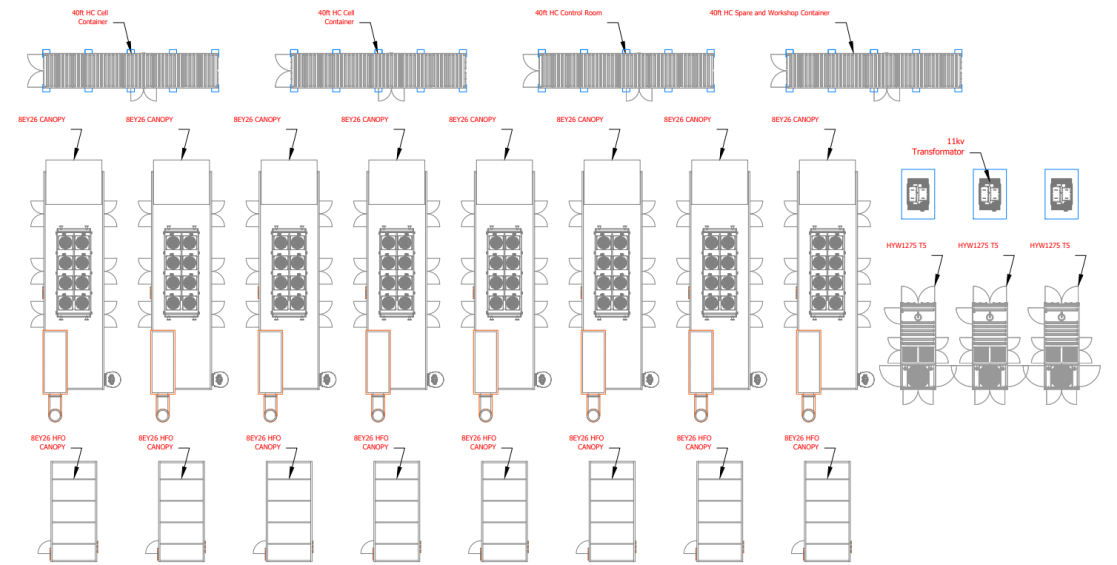 40ft HC Cell
Container
40ft HC Cell
Container
40ft HC Control Room
40ft HC Spare and Workshop Container
8EY26 CANOPY
8EY26 CANOPY
8EY26 CANOPY
8EY26 CANOPY
8EY26 CANOPY
8EY26 CANOPY
8EY26 CANOPY
8EY26 CANOPY
11kv
Transformator
HYW1275 T5
HYW1275 T5
HYW1275 T5
8EY26 HFO
CANOPY
8EY26 HFO
CANOPY
8EY26 HFO
CANOPY
8EY26 HFO
CANOPY
8EY26 HFO
CANOPY
8EY26 HFO
CANOPY
8EY26 HFO
CANOPY
8EY26 HFO
CANOPY